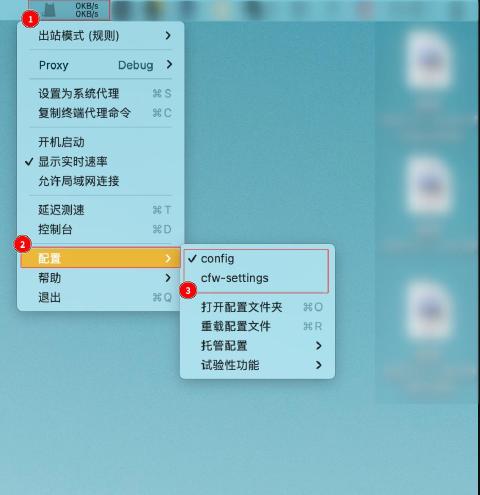 0KB/s
0KB/s
1
出站模式 (规则)
Proxy Debug
设置为系统代理 ⌘S
复制终端代理命令 ⌘C
开机启动
显示实时速率
允许局域网连接
延迟测速 ⌘T
控制台 ⌘D
2
配置
帮助
退出 ⌘Q
config
cfw-settings
3
打开配置文件夹 ⌘O
重载配置文件 ⌘R
托管配置
试验性功能